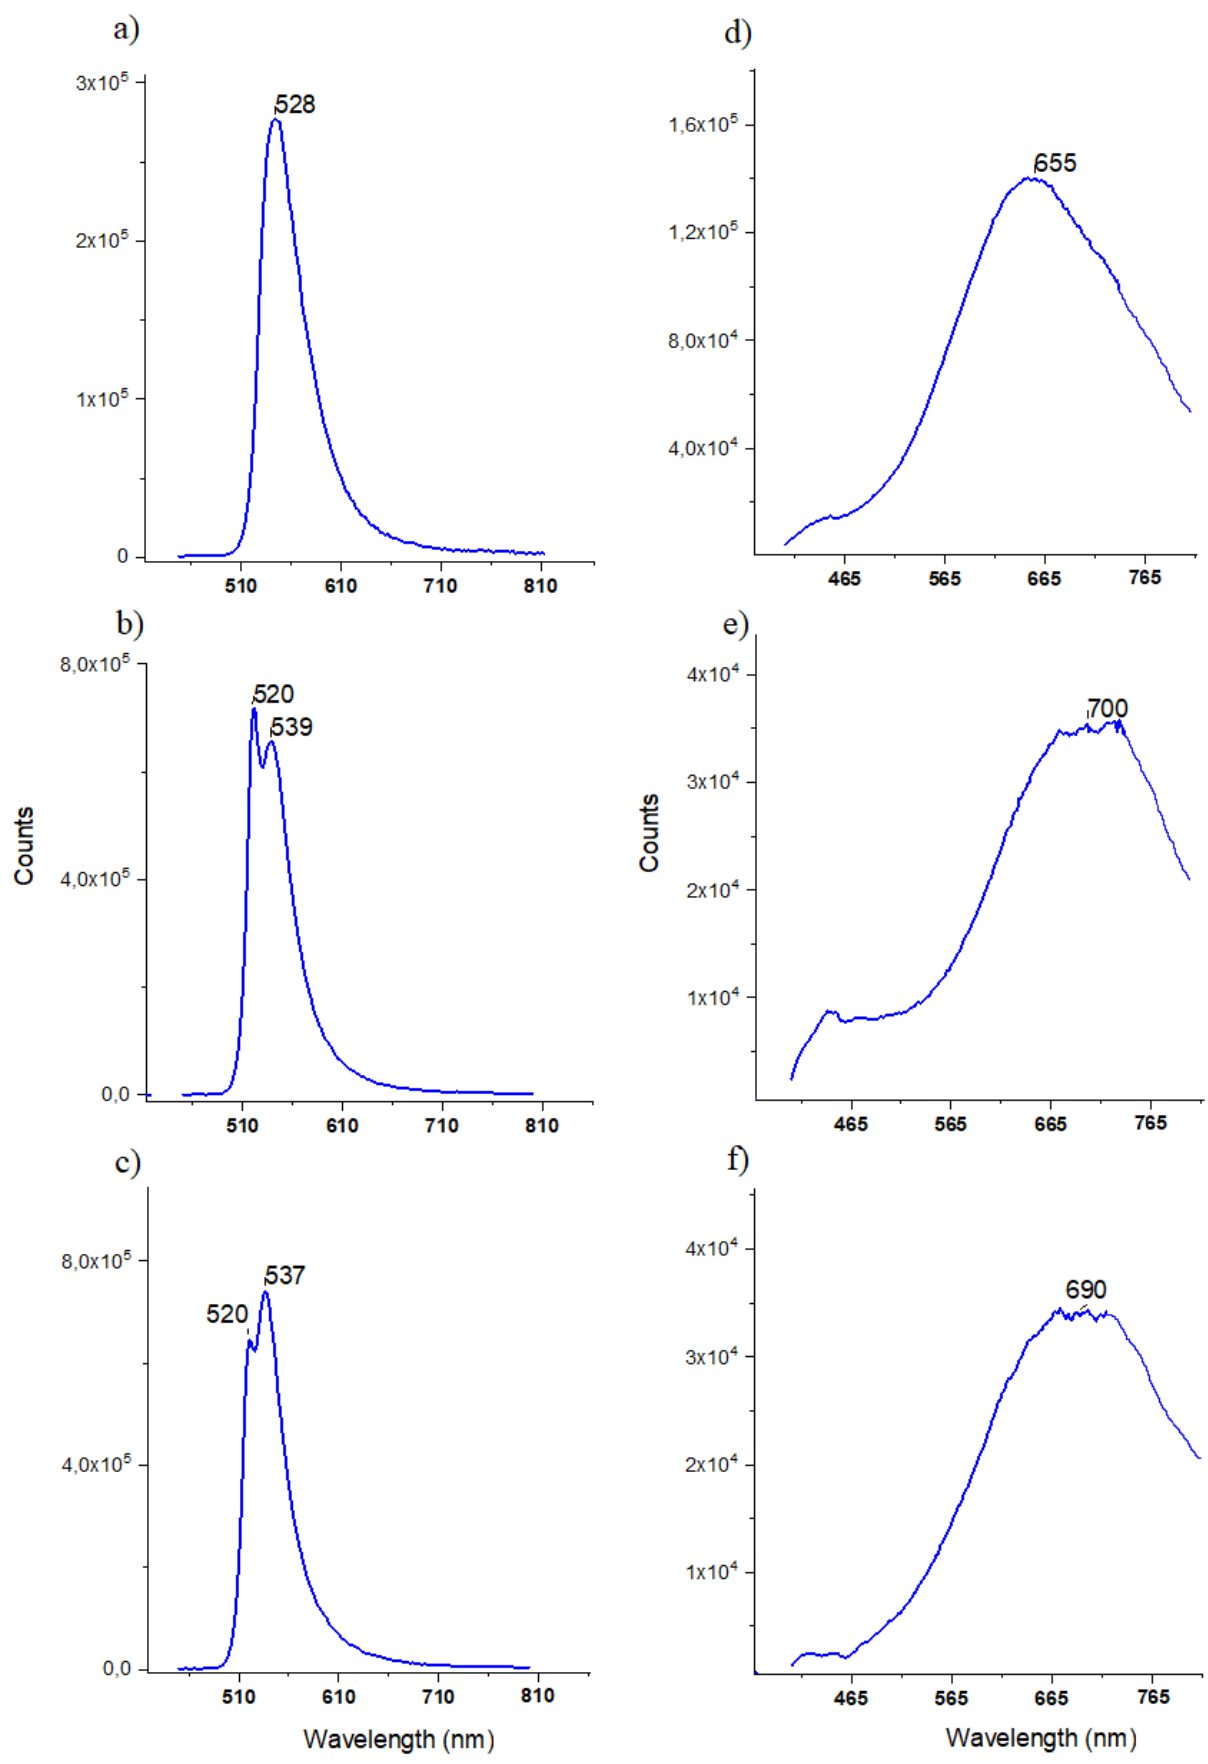 a)
3x10⁵
2x10⁵
1x10⁵
0
528
510 610 710 810
b)
8,0x10⁵
4,0x10⁵
0,0
520
539
510 610 710 810
Counts
c)
8,0x10⁵
4,0x10⁵
0,0
520
537
510 610 710 810
Wavelength (nm)
d)
1,6x10⁵
1,2x10⁵
8,0x10⁴
4,0x10⁴
655
465 565 665 765
e)
4x10⁴
3x10⁴
2x10⁴
1x10⁴
700
465 565 665 765
Counts
f)
4x10⁴
3x10⁴
2x10⁴
1x10⁴
690
465 565 665 765
Wavelength (nm)